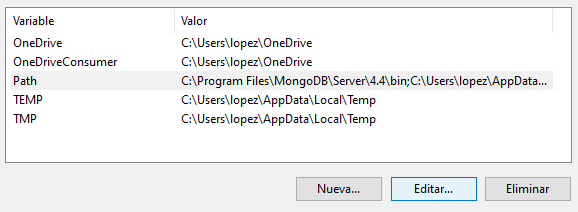 Variable Valor
OneDrive C:\Users\lopez\OneDrive
OneDriveConsumer C:\Users\lopez\OneDrive
Path C:\Program Files\MongoDB\Server\4.4\bin;C:\Users\lopez\AppData...
TEMP C:\Users\lopez\AppData\Local\Temp
TMP C:\Users\lopez\AppData\Local\Temp
Nueva... Editar... Eliminar